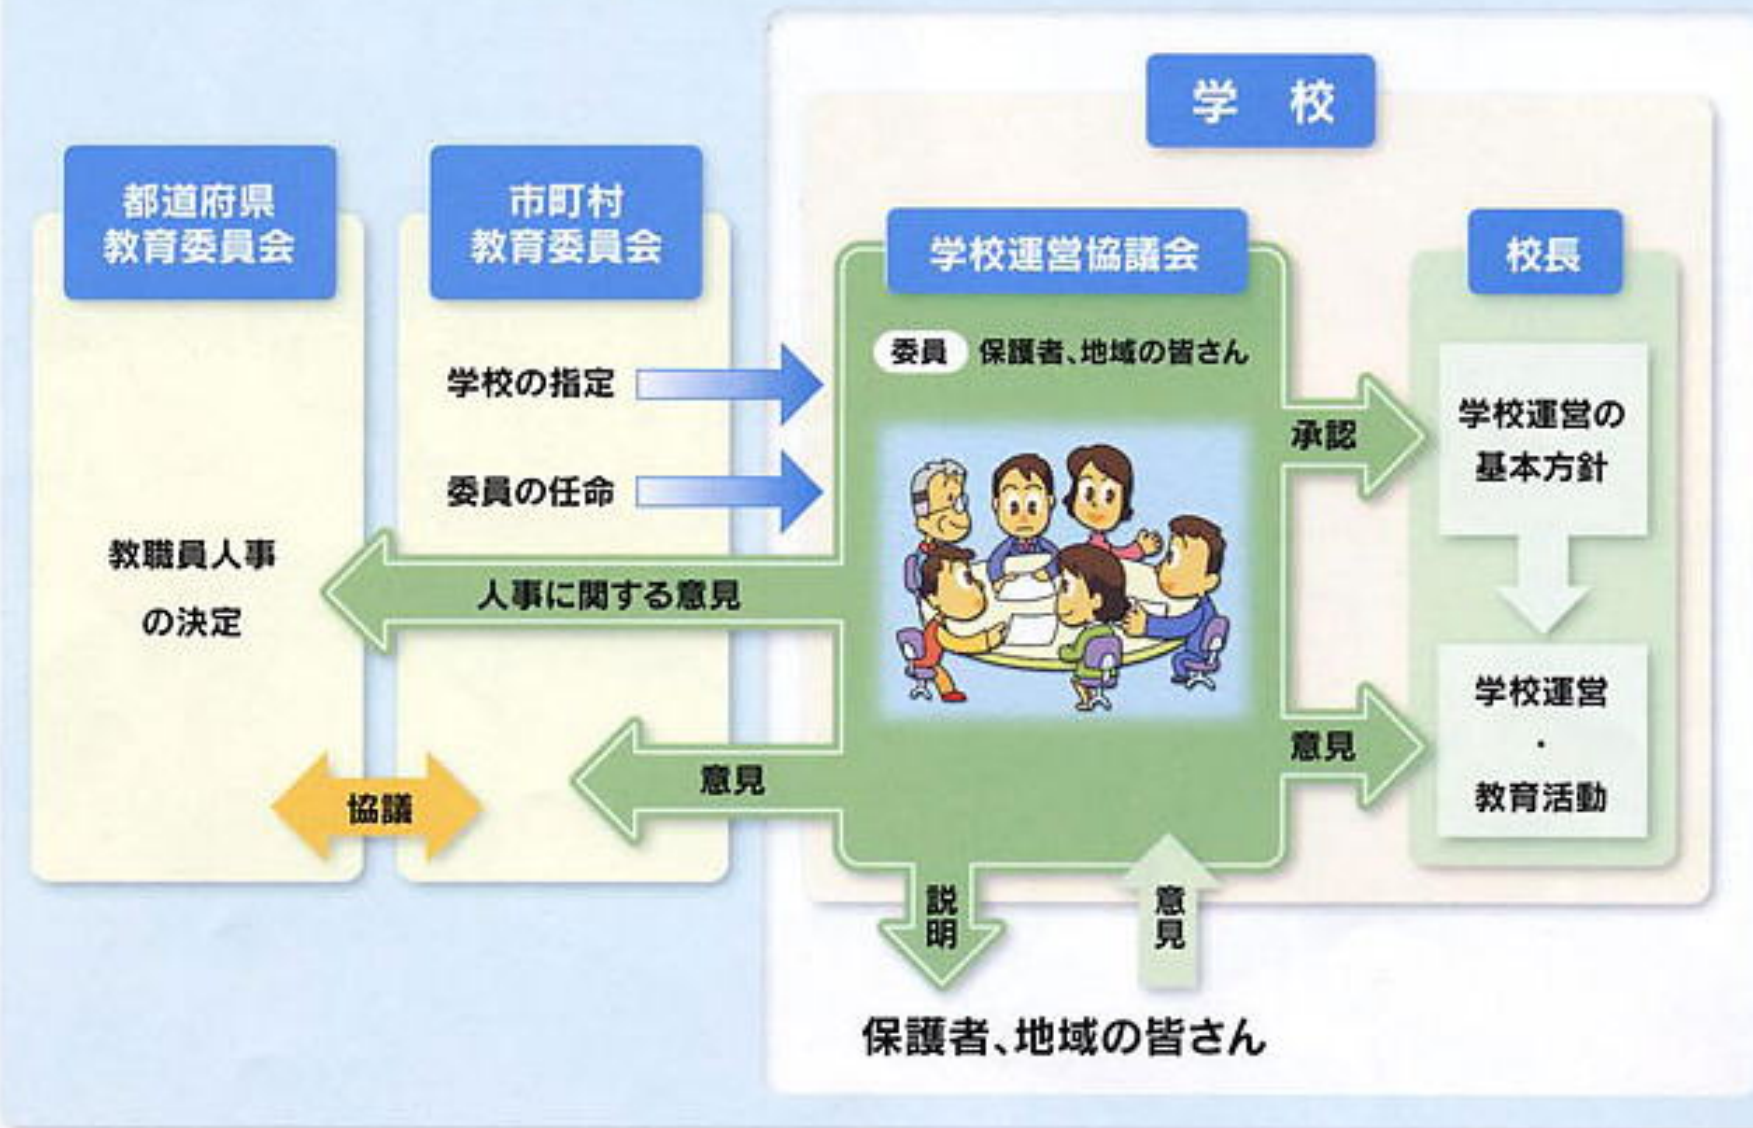 学 校
都道府県
教育委員会
市町村
教育委員会
学校運営協議会
校長
委員 保護者、地域の皆さん
学校の指定
委員の任命
承認
学校運営の
基本方針
教職員人事
の決定
人事に関する意見
学校運営
・
教育活動
意見
意見
協議
説明
意見
保護者、地域の皆さん